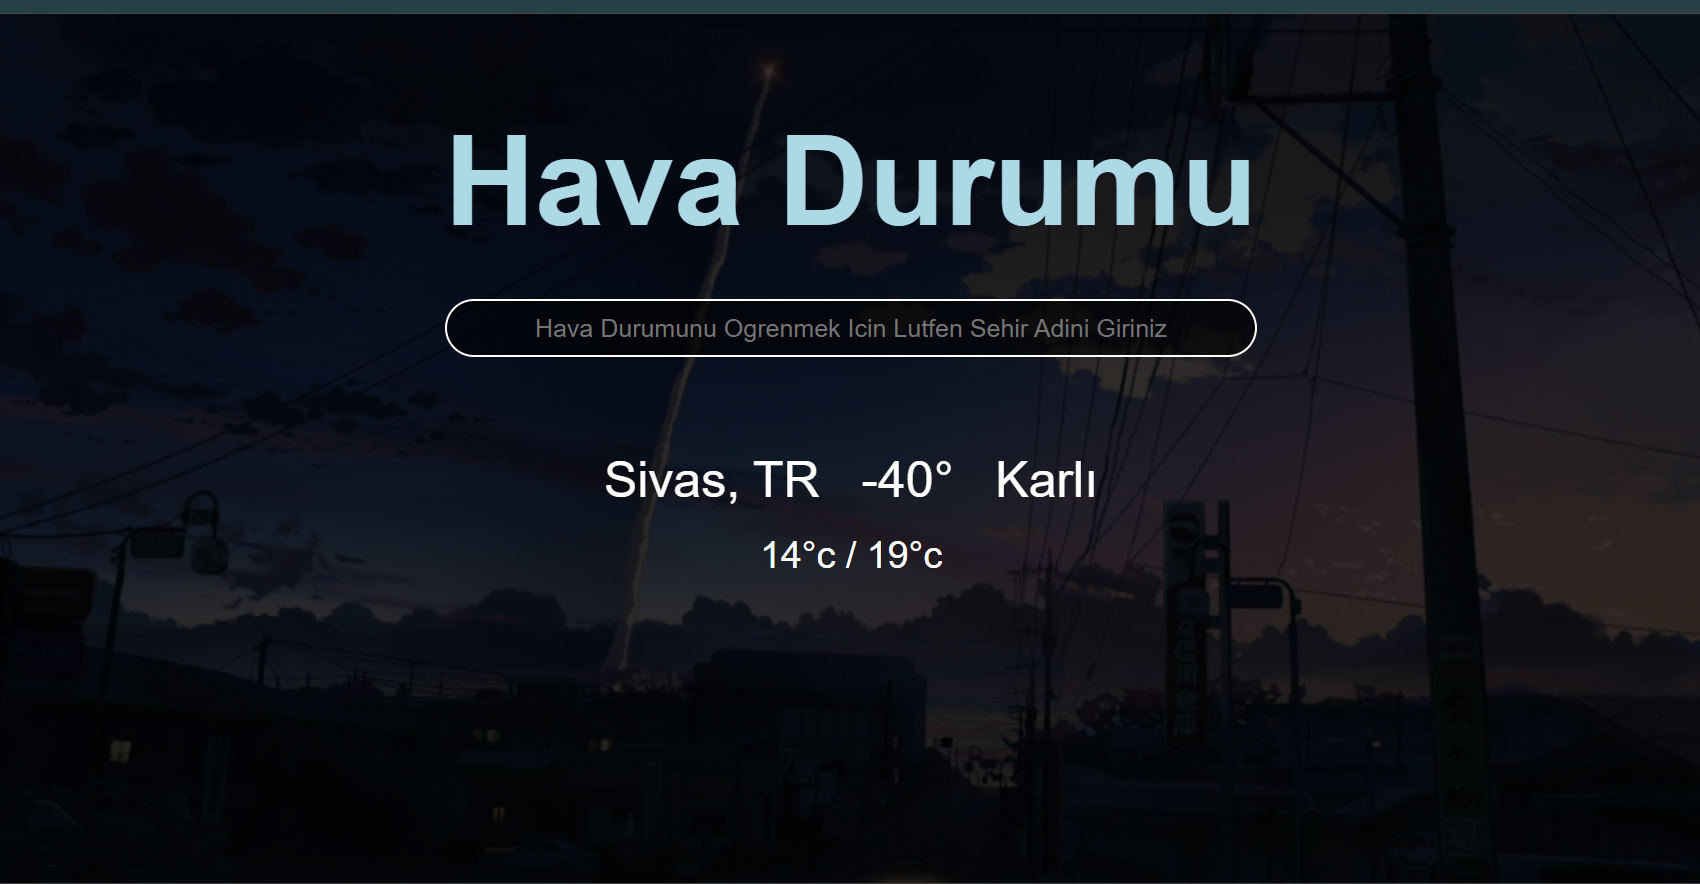 Hava Durumu
Hava Durumunu Ogrenmek Icin Lutfen Sehir Adini Giriniz
Sivas, TR -40° Karlı
14°c / 19°c